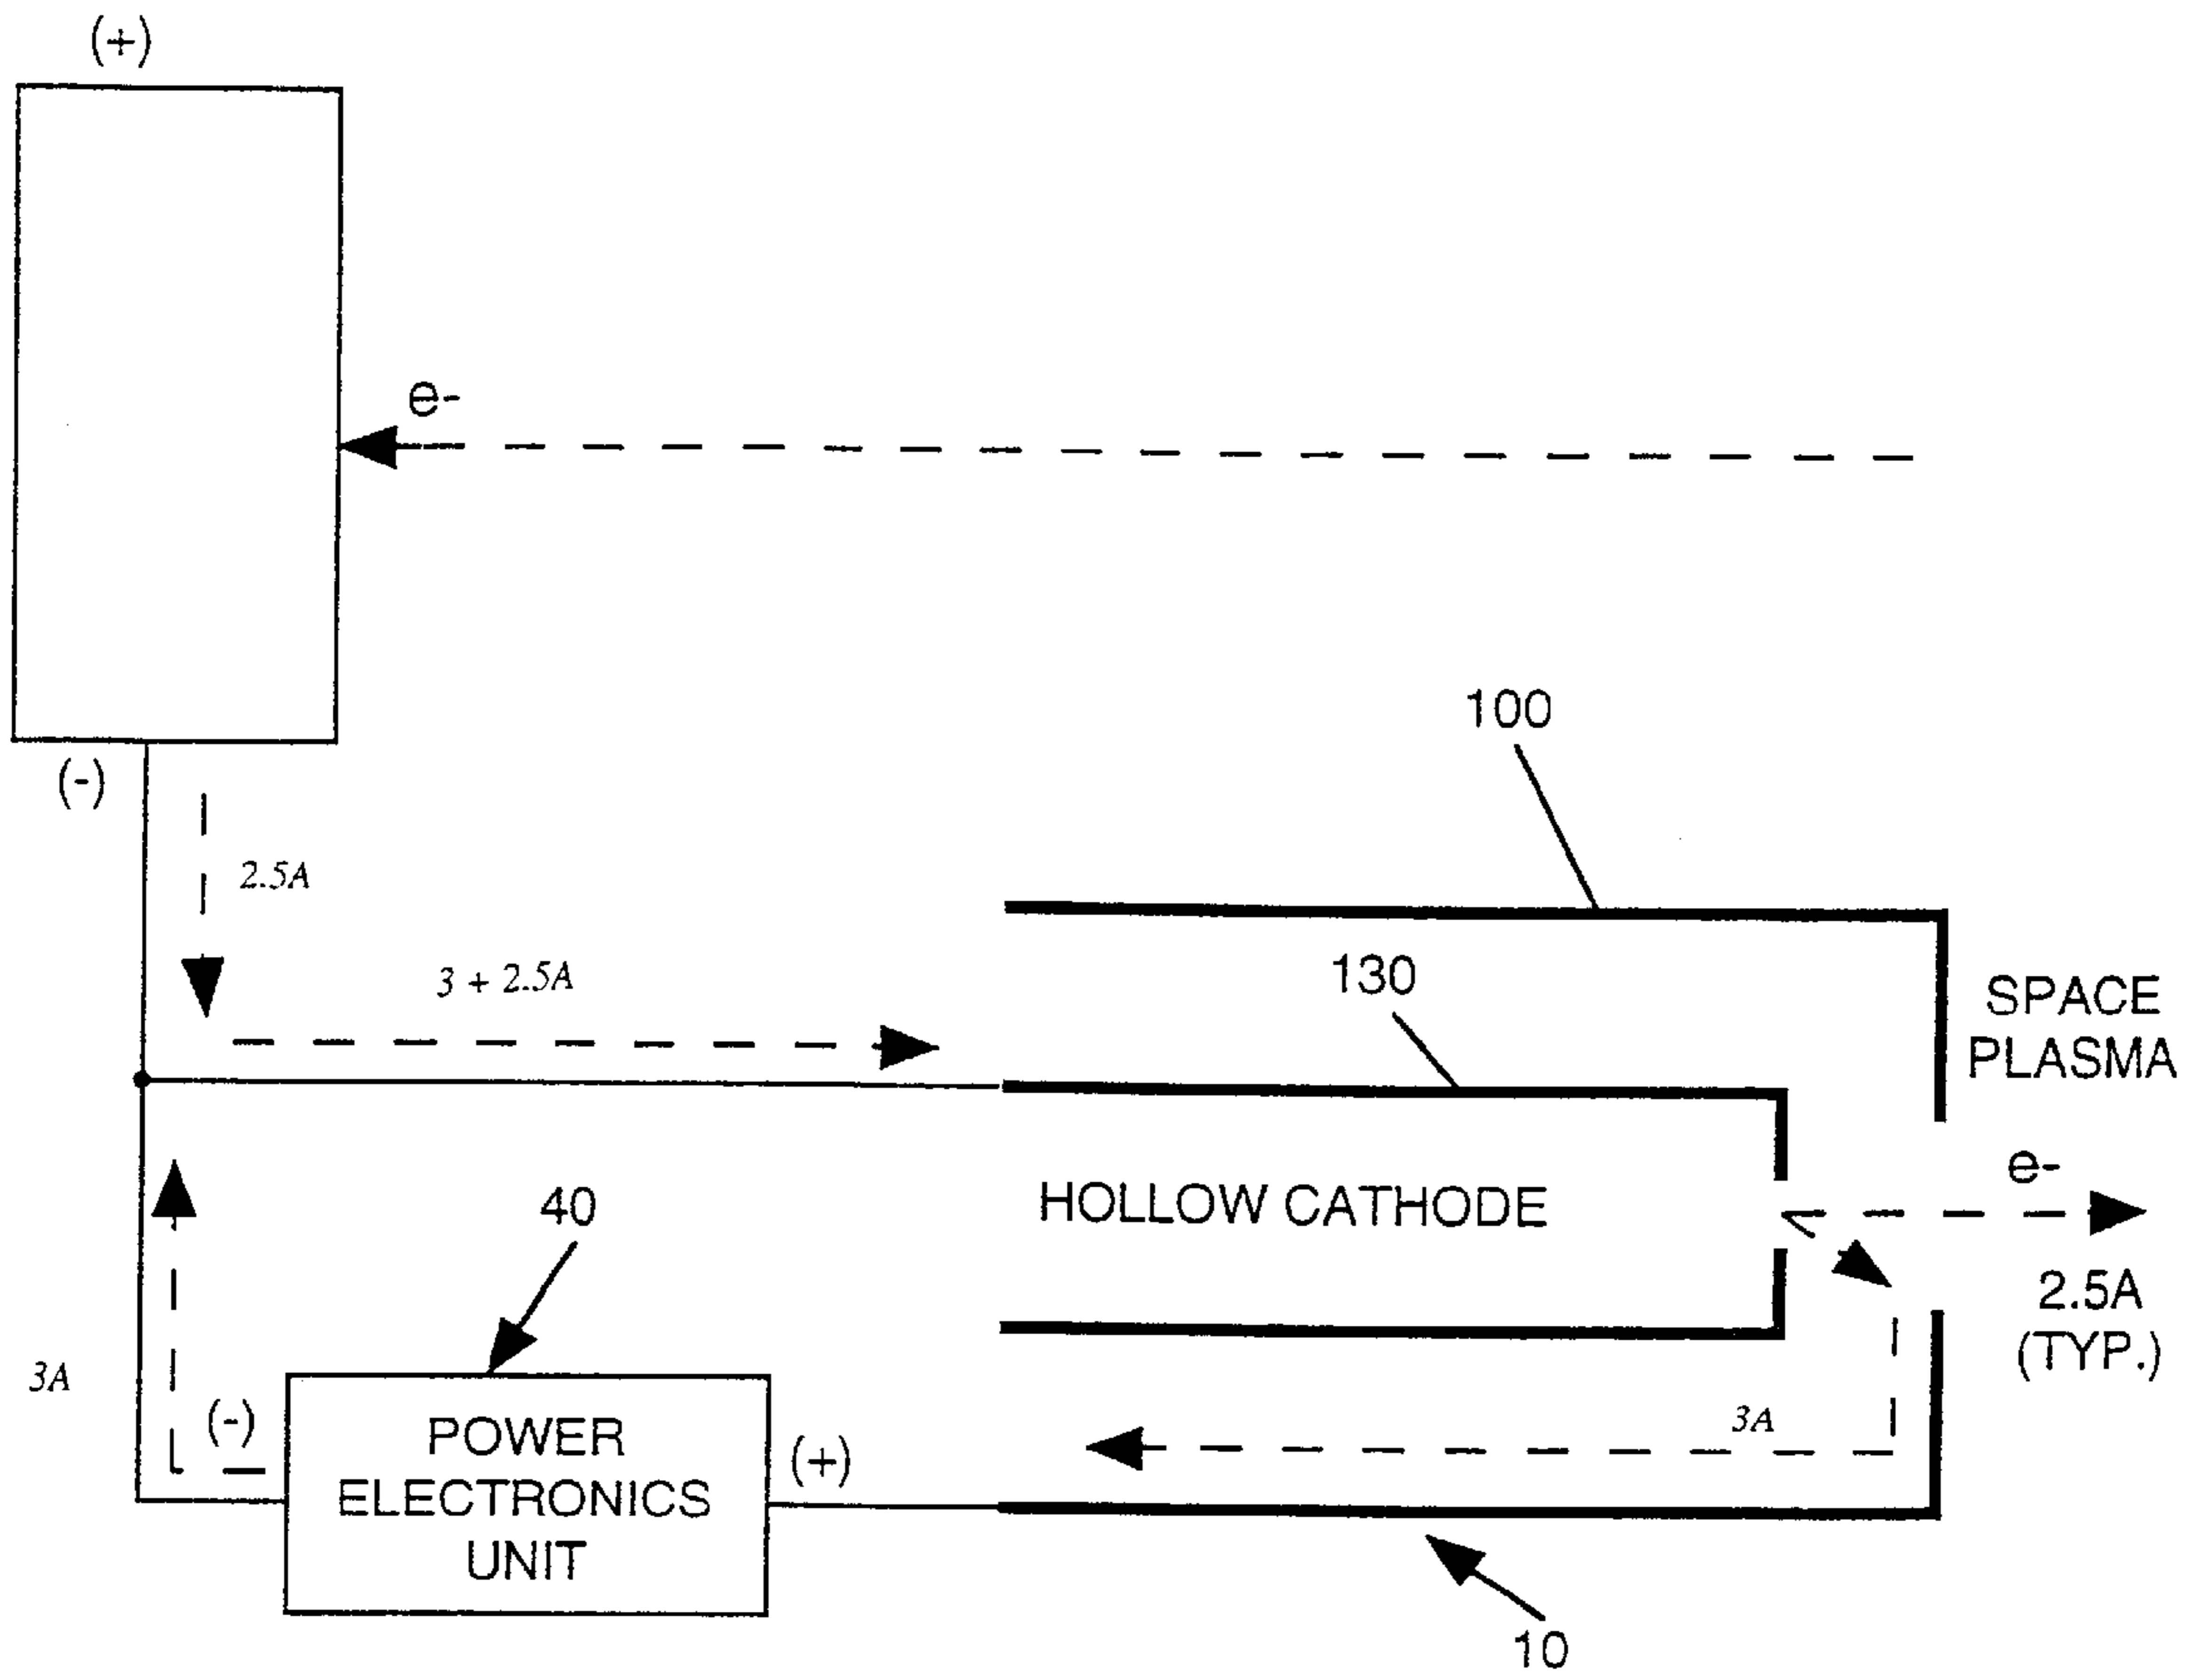 (+)
e-
(-)
2.5A
3 + 2.5A
100
130
SPACE
PLASMA
HOLLOW CATHODE
e-
2.5A
(TYP.)
40
3A
(-)
POWER
ELECTRONICS
UNIT
(+)
3A
10